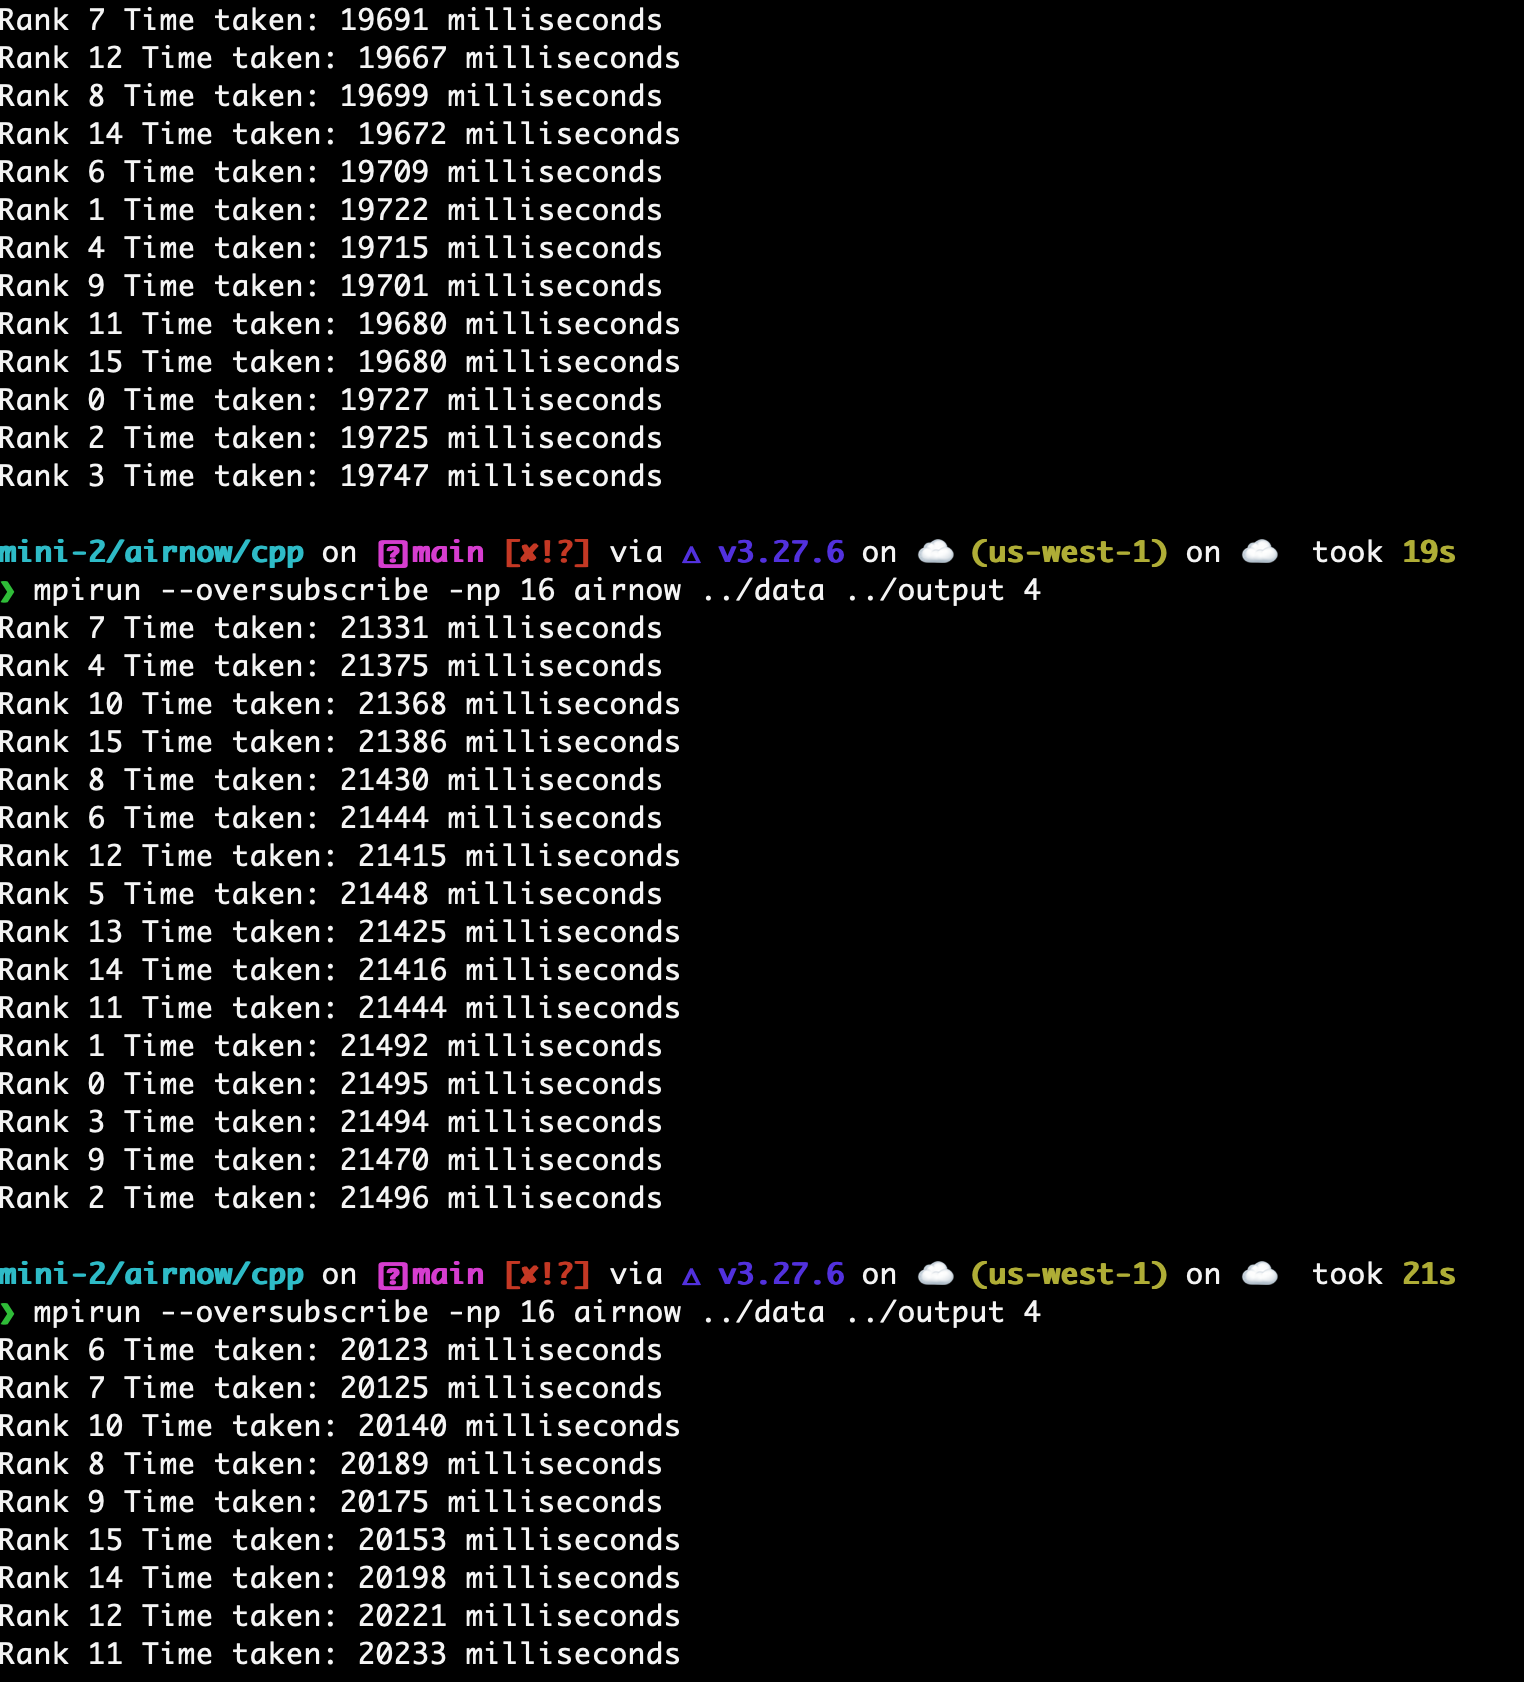 Rank 7 Time taken: 19691 milliseconds
Rank 12 Time taken: 19667 milliseconds
Rank 8 Time taken: 19699 milliseconds
Rank 14 Time taken: 19672 milliseconds
Rank 6 Time taken: 19709 milliseconds
Rank 1 Time taken: 19722 milliseconds
Rank 4 Time taken: 19715 milliseconds
Rank 9 Time taken: 19701 milliseconds
Rank 11 Time taken: 19680 milliseconds
Rank 15 Time taken: 19680 milliseconds
Rank 0 Time taken: 19727 milliseconds
Rank 2 Time taken: 19725 milliseconds
Rank 3 Time taken: 19747 milliseconds
mini-2/airnow/cpp on [?]main [✘!?] via △ v3.27.6 on ☁️ (us-west-1) on ☁️ took 19s
❯ mpirun --oversubscribe -np 16 airnow ../data ../output 4
Rank 7 Time taken: 21331 milliseconds
Rank 4 Time taken: 21375 milliseconds
Rank 10 Time taken: 21368 milliseconds
Rank 15 Time taken: 21386 milliseconds
Rank 8 Time taken: 21430 milliseconds
Rank 6 Time taken: 21444 milliseconds
Rank 12 Time taken: 21415 milliseconds
Rank 5 Time taken: 21448 milliseconds
Rank 13 Time taken: 21425 milliseconds
Rank 14 Time taken: 21416 milliseconds
Rank 11 Time taken: 21444 milliseconds
Rank 1 Time taken: 21492 milliseconds
Rank 0 Time taken: 21495 milliseconds
Rank 3 Time taken: 21494 milliseconds
Rank 9 Time taken: 21470 milliseconds
Rank 2 Time taken: 21496 milliseconds
mini-2/airnow/cpp on [?]main [✘!?] via △ v3.27.6 on ☁️ (us-west-1) on ☁️ took 21s
❯ mpirun --oversubscribe -np 16 airnow ../data ../output 4
Rank 6 Time taken: 20123 milliseconds
Rank 7 Time taken: 20125 milliseconds
Rank 10 Time taken: 20140 milliseconds
Rank 8 Time taken: 20189 milliseconds
Rank 9 Time taken: 20175 milliseconds
Rank 15 Time taken: 20153 milliseconds
Rank 14 Time taken: 20198 milliseconds
Rank 12 Time taken: 20221 milliseconds
Rank 11 Time taken: 20233 milliseconds